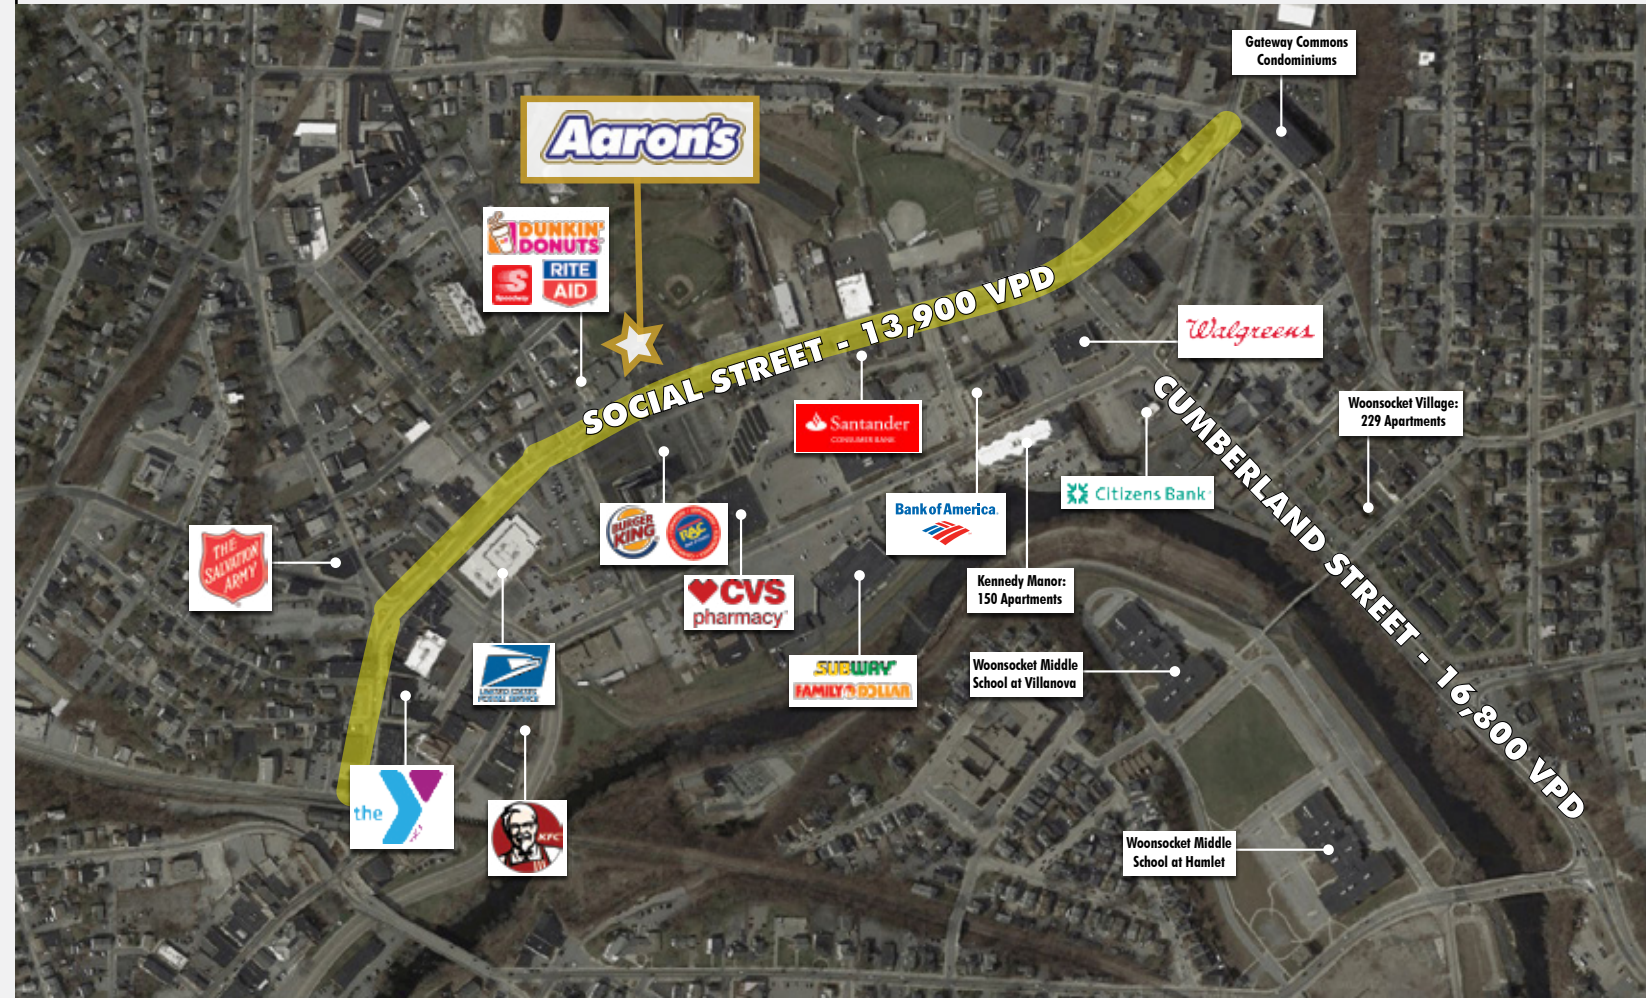 Gateway Commons
Condominiums
Aaron's
DUNKIN'
DONUTS
Speedway
RITE
AID
SOCIAL STREET - 13,900 VPD
Walgreens
CUMBERLAND STREET - 16,800 VPD
Woonsocket Village:
229 Apartments
Santander
CONSUMER BANK
Citizens Bank
Bank of America
BURGER
KING
RAC
THE
SALVATION
ARMY
CVS
pharmacy
Kennedy Manor:
150 Apartments
UNITED STATES
POSTAL SERVICE
SUBWAY
FAMILY DOLLAR
Woonsocket Middle
School at Villanova
the
KFC
Woonsocket Middle
School at Hamlet